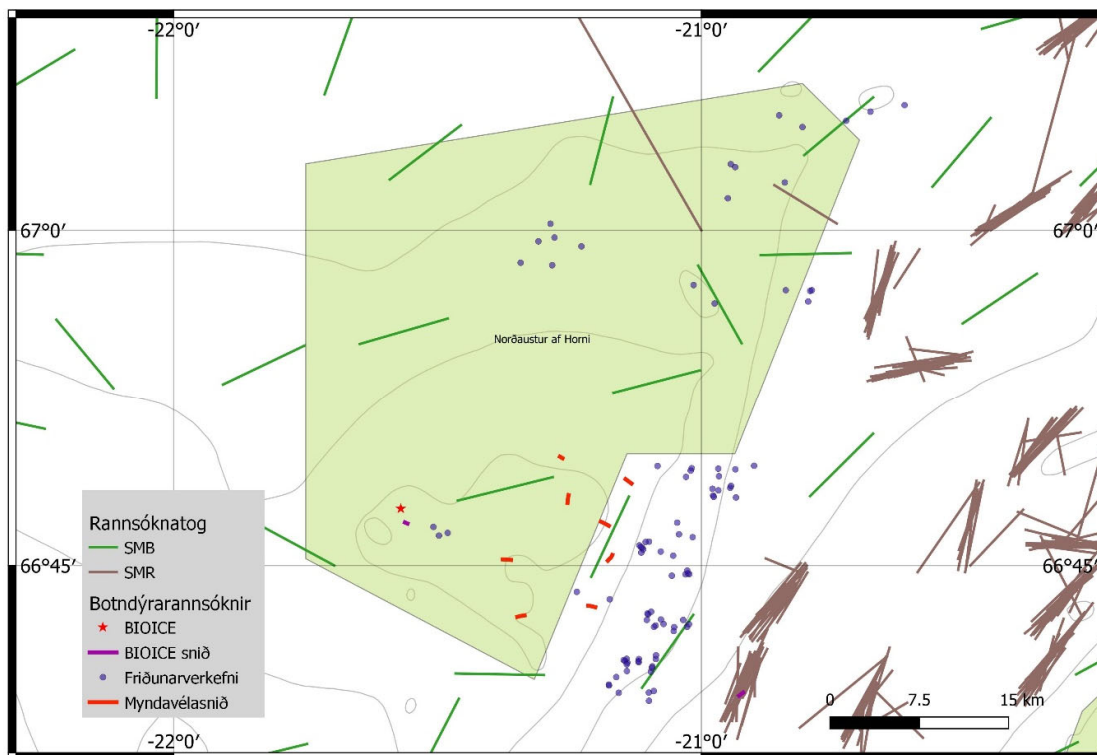 -22°0′ -21°0′
67°0′ 67°0′
Norðaustur af Horni
Rannsóknatog
SMB
SMR
66°45′ 66°45′
Botndýrarannsóknir
BIOICE
BIOICE snið
Friðunarverkefni
Myndavélasnið
0 7.5 15 km
-22°0′ -21°0′